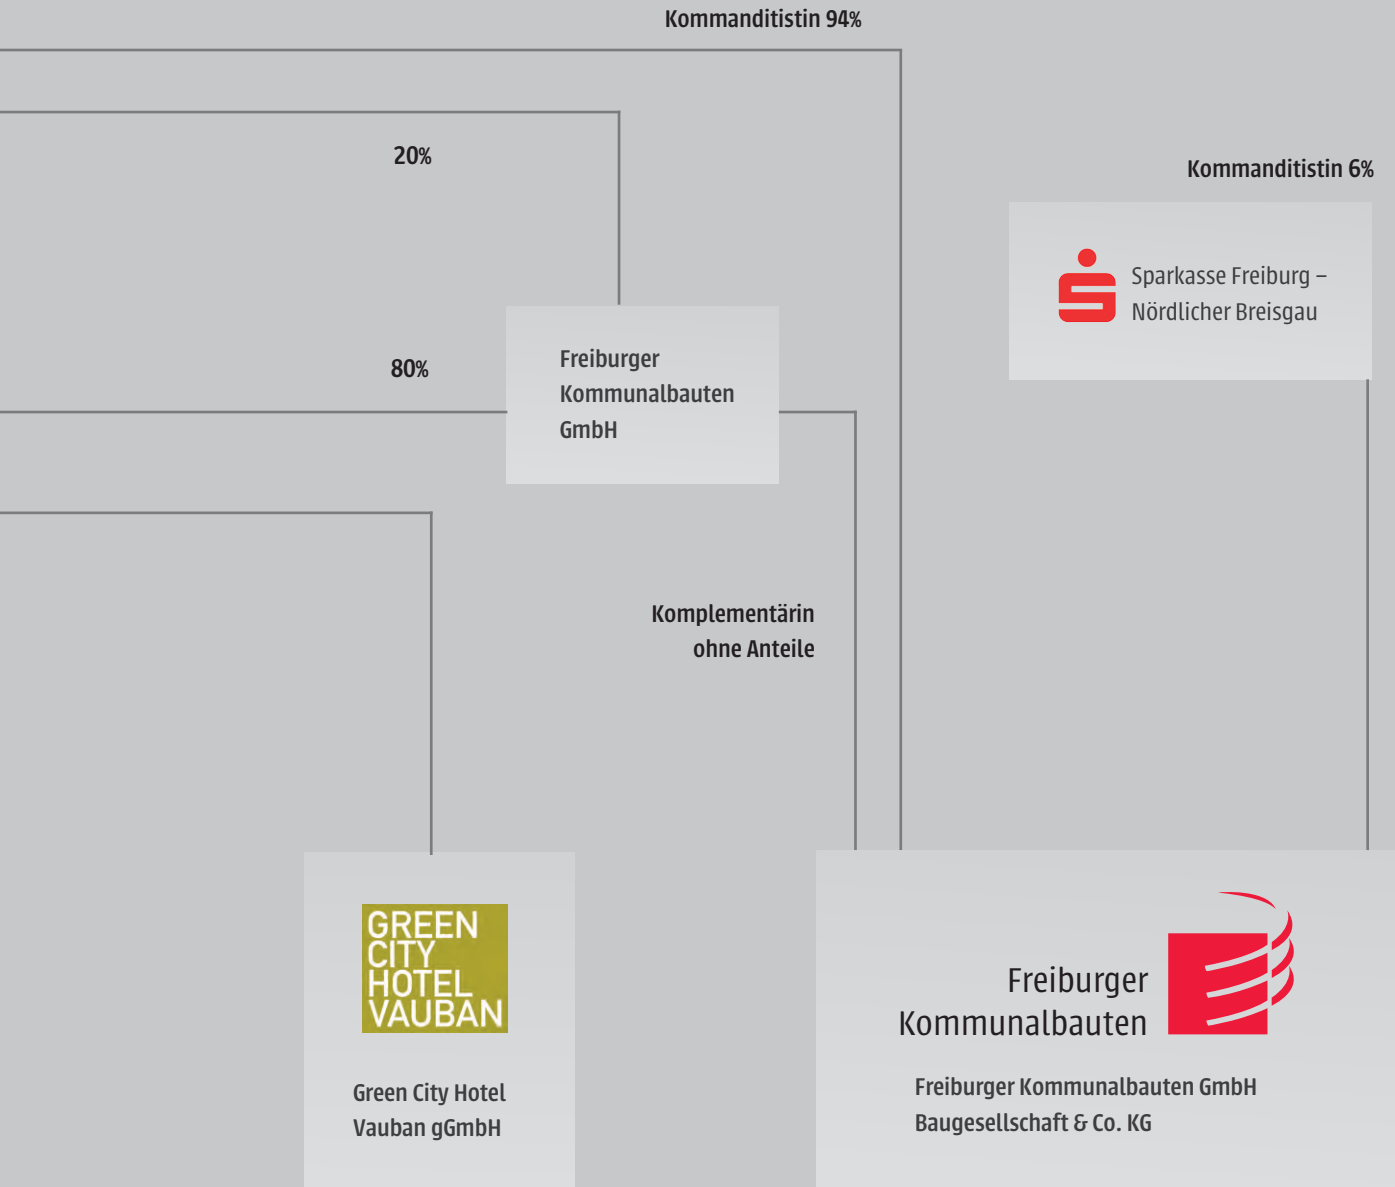 Kommanditistin 94%
20%
Kommanditistin 6%
Sparkasse Freiburg –
Nördlicher Breisgau
80%
Freiburger
Kommunalbauten
GmbH
Komplementärin
ohne Anteile
GREEN
CITY
HOTEL
VAUBAN
Green City Hotel
Vauban gGmbH
Freiburger
Kommunalbauten
Freiburger Kommunalbauten GmbH
Baugesellschaft & Co. KG